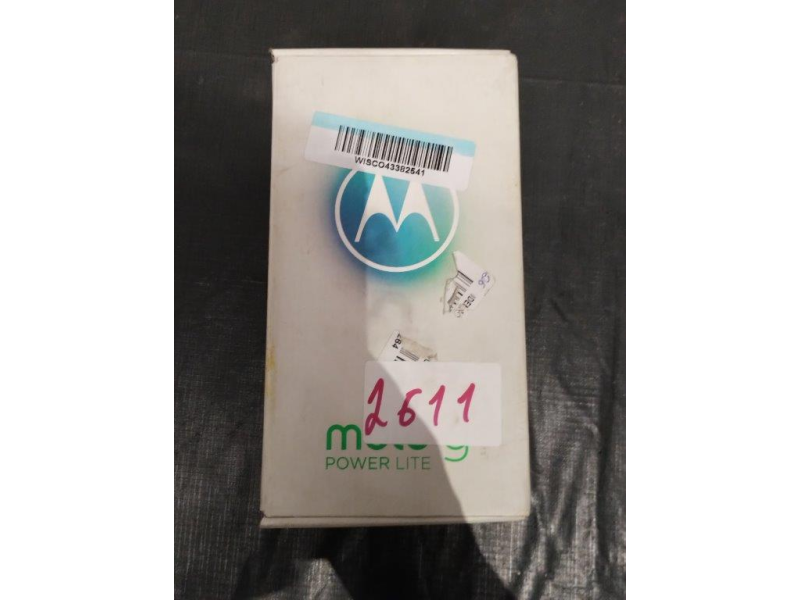 WISCO43382541
2611
moto g
POWER LITE